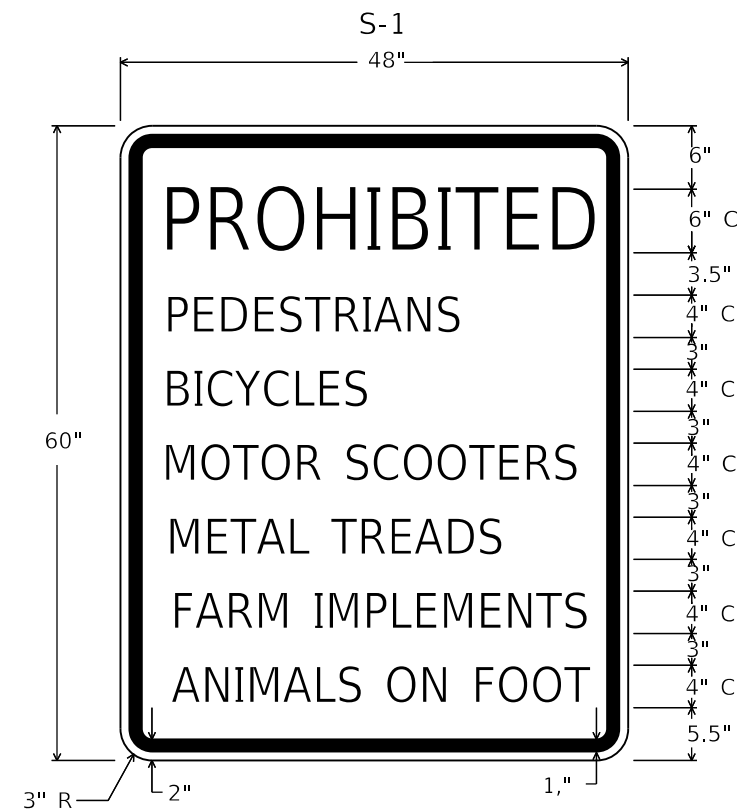 S-1
48"
6"
PROHIBITED
6" C
3.5"
PEDESTRIANS
4" C
3"
BICYCLES
4" C
60"
3"
MOTOR SCOOTERS
4" C
3"
METAL TREADS
4" C
3"
FARM IMPLEMENTS
4" C
3"
ANIMALS ON FOOT
4" C
5.5"
3" R
2"
1,"